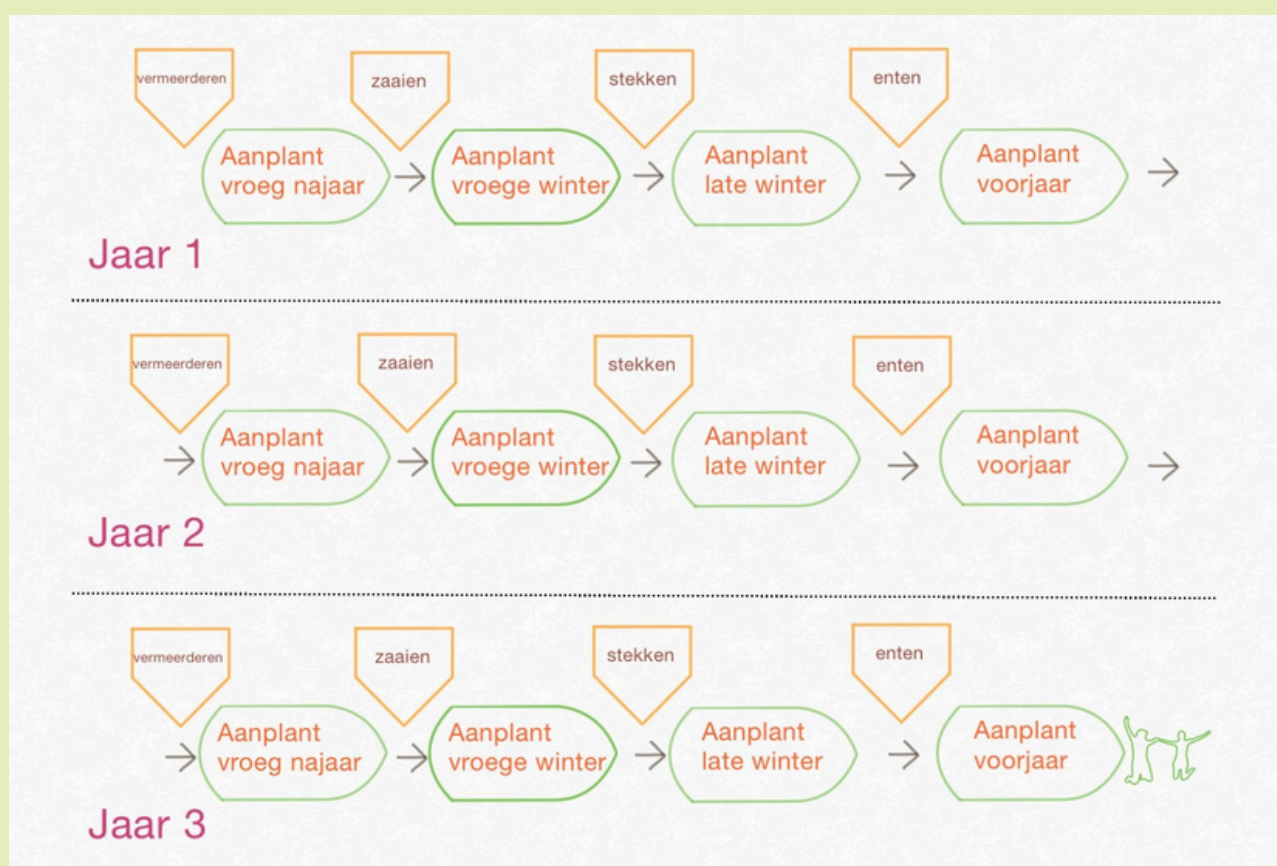 vermeerderen
zaaien
stekken
enten
Aanplant
vroeg najaar
Aanplant
vroege winter
Aanplant
late winter
Aanplant
voorjaar
Jaar 1
vermeerderen
zaaien
stekken
enten
Aanplant
vroeg najaar
Aanplant
vroege winter
Aanplant
late winter
Aanplant
voorjaar
Jaar 2
vermeerderen
zaaien
stekken
enten
Aanplant
vroeg najaar
Aanplant
vroege winter
Aanplant
late winter
Aanplant
voorjaar
Jaar 3